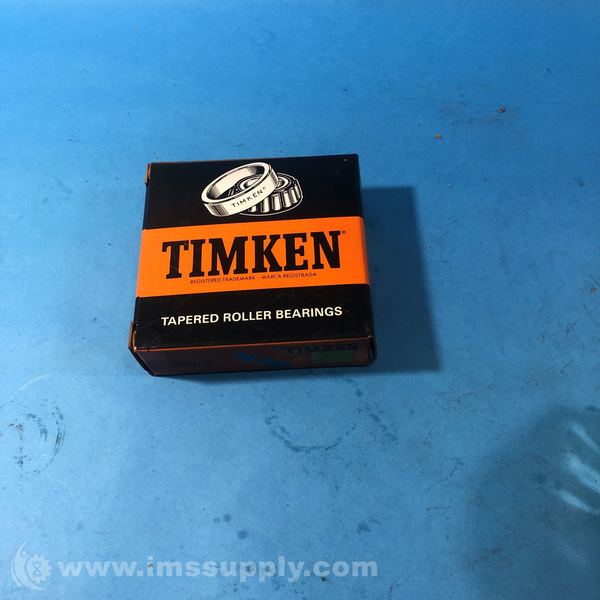 TIMKEN®
TIMKEN®
REGISTERED TRADEMARK - MARCA REGISTRADA
TAPERED ROLLER BEARINGS
TIMKEN
www.imssupply.com